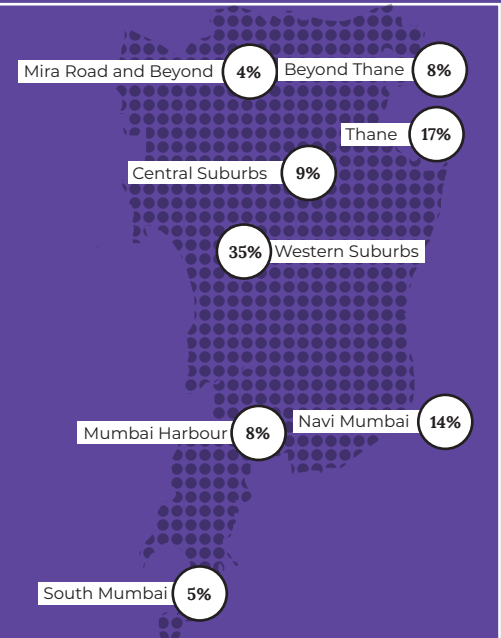 Mira Road and Beyond 4%
Beyond Thane 8%
Thane 17%
Central Suburbs 9%
35% Western Suburbs
Navi Mumbai 14%
Mumbai Harbour 8%
South Mumbai 5%